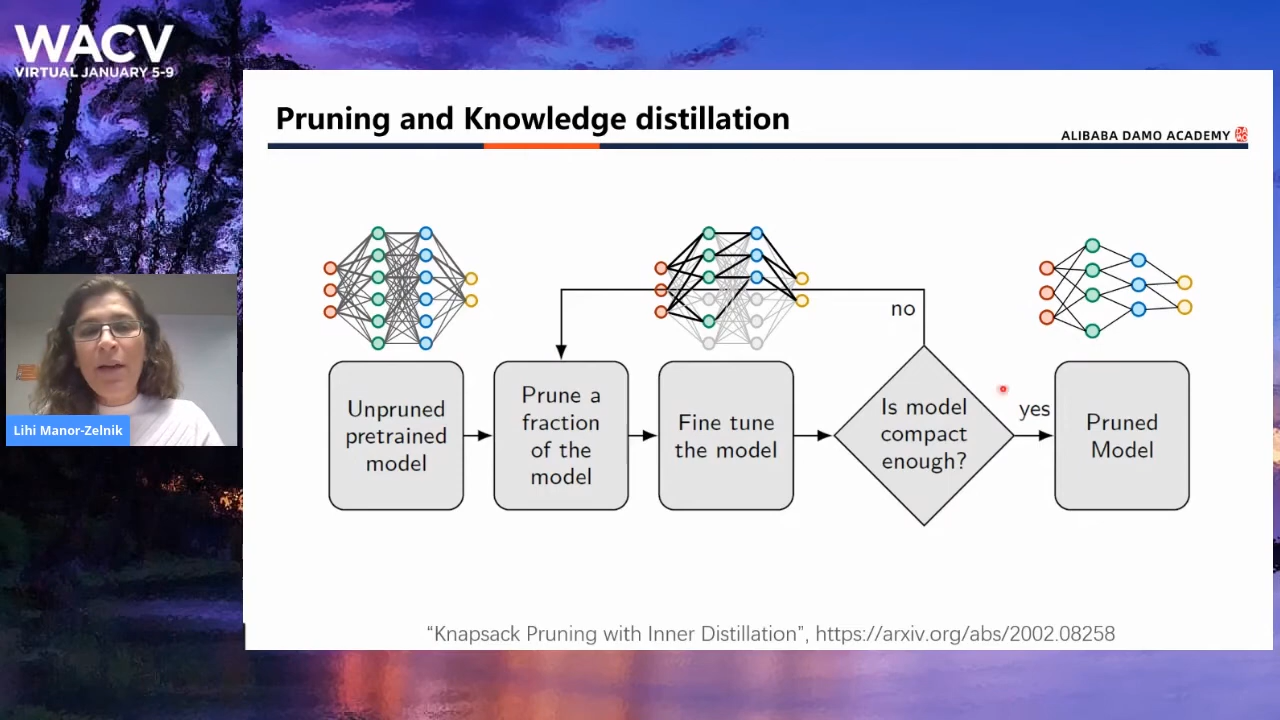 WACV
VIRTUAL JANUARY 5-9
Pruning and Knowledge distillation
ALIBABA DAMO ACADEMY
no
Unpruned
pretrained
model
Prune a
fraction
of the
model
Fine tune
the model
Is model
compact
enough?
yes
Pruned
Model
Lihi Manor-Zelnik
“Knapsack Pruning with Inner Distillation”, https://arxiv.org/abs/2002.08258